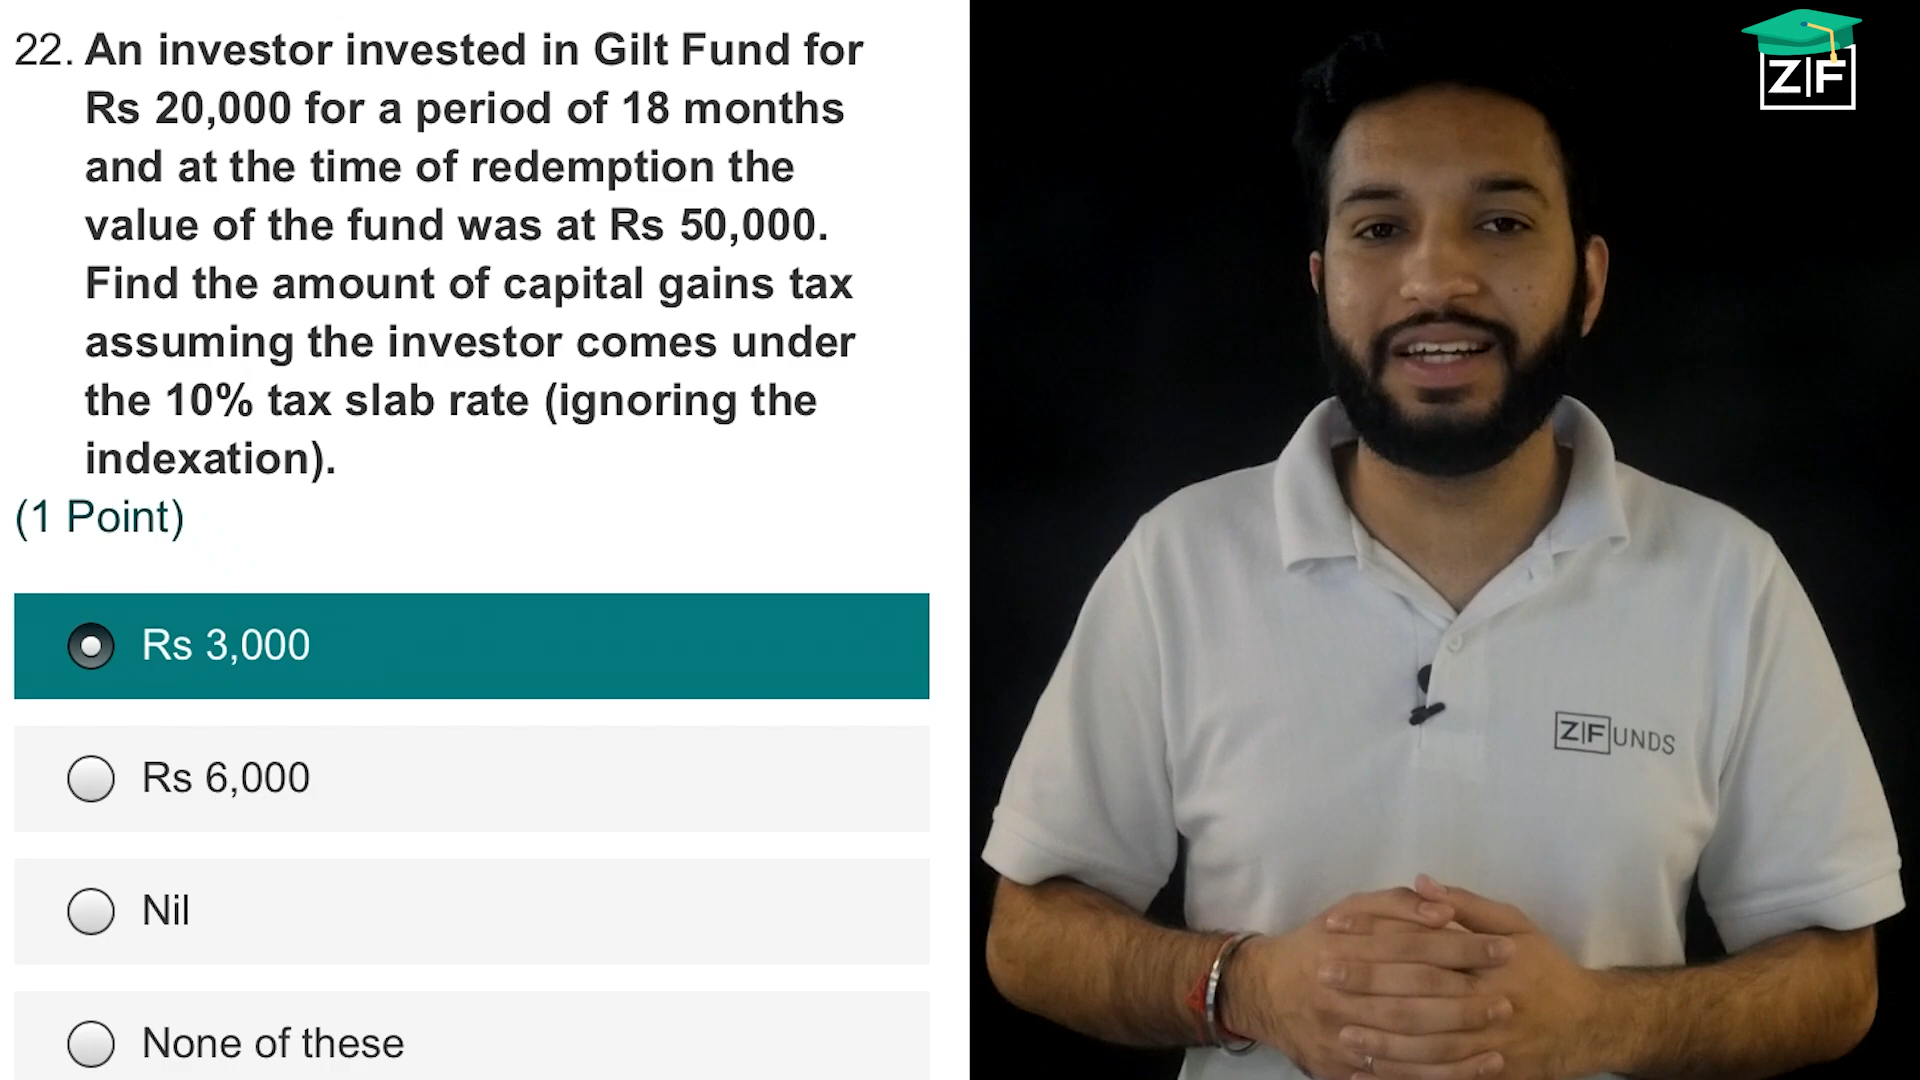 22. An investor invested in Gilt Fund for
Rs 20,000 for a period of 18 months
and at the time of redemption the
value of the fund was at Rs 50,000.
Find the amount of capital gains tax
assuming the investor comes under
the 10% tax slab rate (ignoring the
indexation).
(1 Point)
Rs 3,000
Rs 6,000
Nil
None of these
Z|F
Z|FUNDS